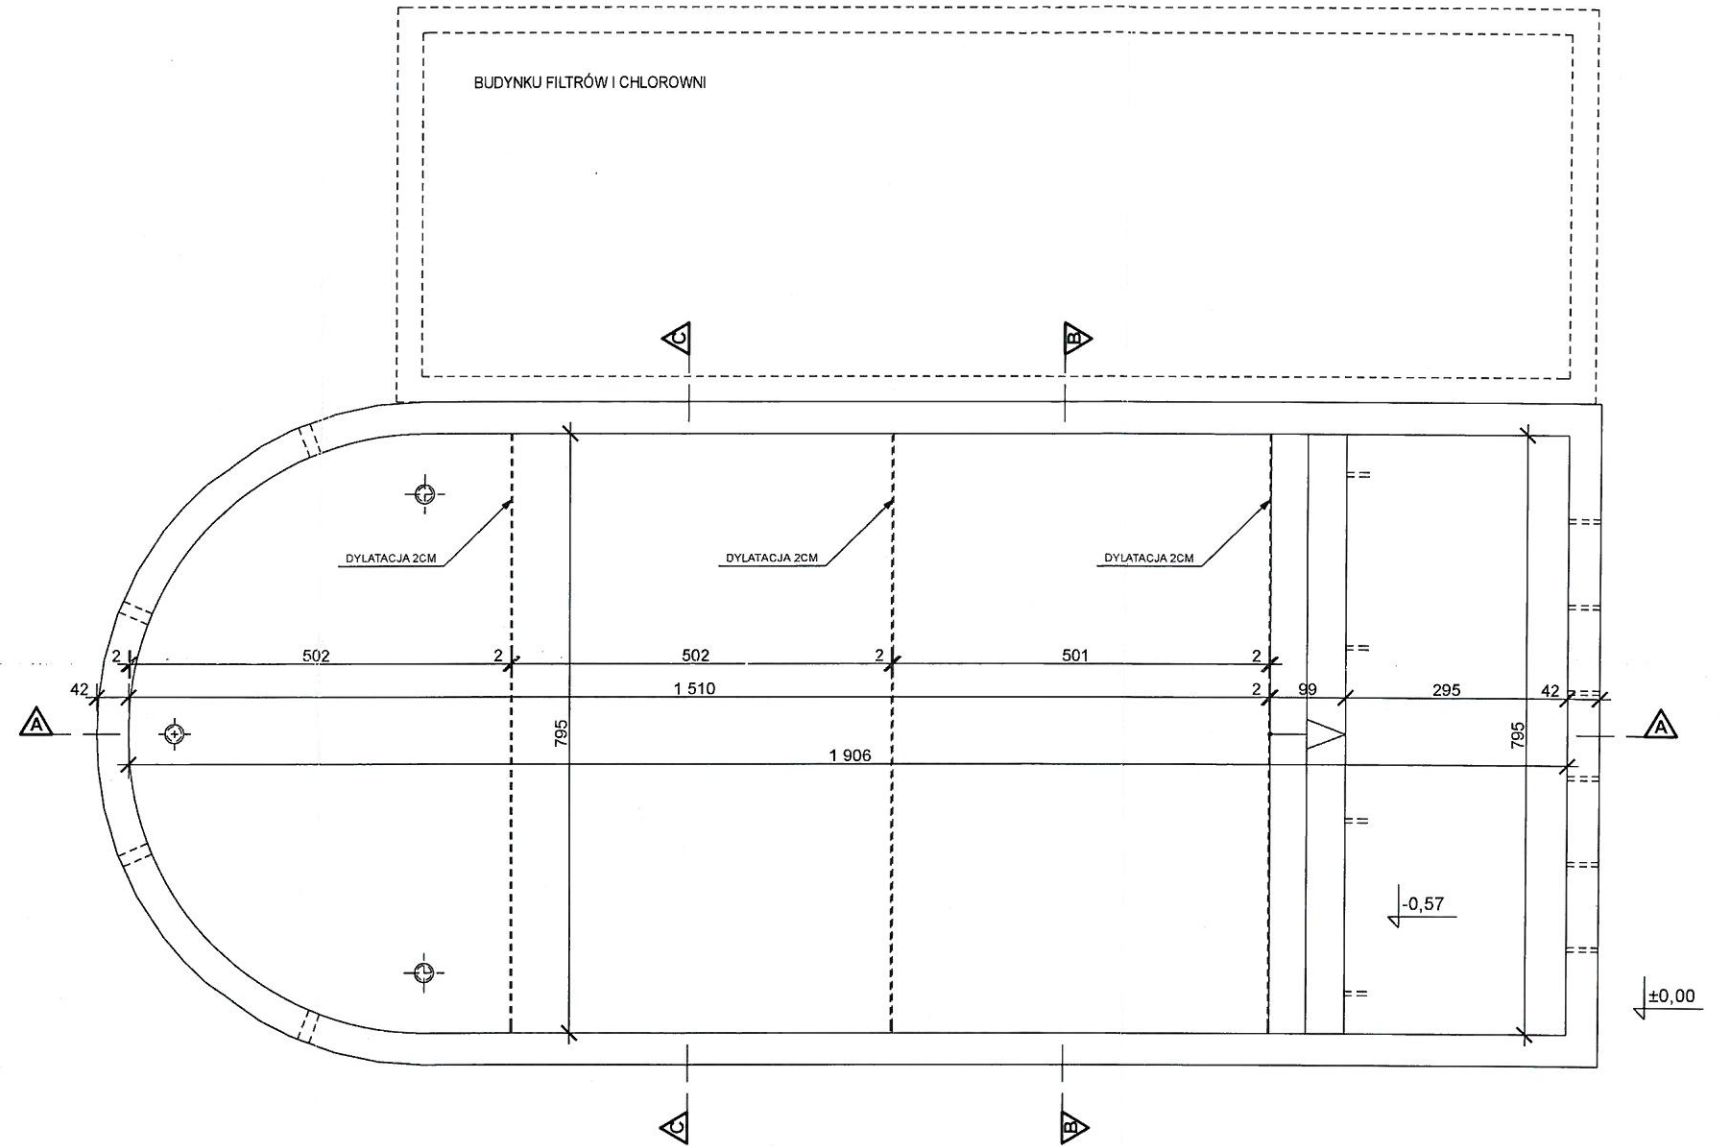 BUDYNKU FILTRÓW I CHLOROWNI
C
B
DYLATACJA 2CM
DYLATACJA 2CM
DYLATACJA 2CM
2 502 2 502 2 501 2
42 1 510 2 99 295 42
A
795
795
A
1 906
-0,57
±0,00
C
B